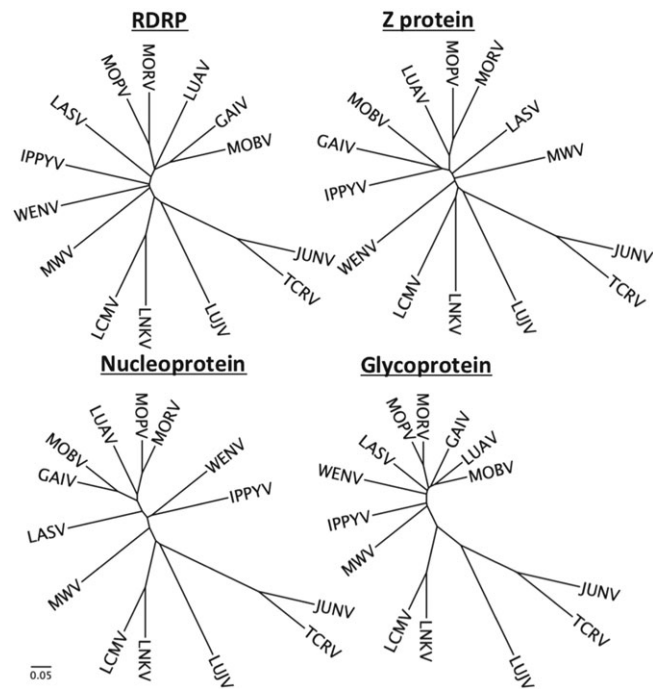 RDRP
MORV
MOPV
LUAV
LASV
GAIV
MOBV
IPPYV
WENV
MWV
LCMV
LNKV
LUJV
TCRV
JUNV
Z protein
MOPV
MORV
LUAV
LASV
MOBV
MWV
GAIV
IPPYV
WENV
LCMV
LNKV
LUJV
TCRV
JUNV
Nucleoprotein
MOPV
MORV
LUAV
WENV
MOBV
GAIV
IPPYV
LASV
MWV
LCMV
LNKV
LUJV
TCRV
JUNV
0.05
Glycoprotein
MORV
MOPV
GAIV
LUAV
LASV
MOBV
WENV
IPPYV
MWV
LCMV
LNKV
LUJV
TCRV
JUNV